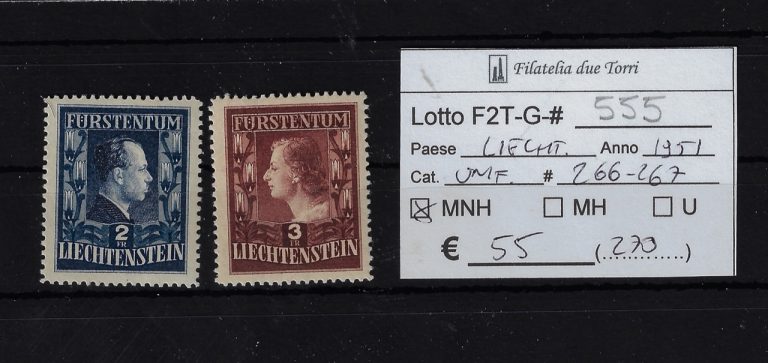 FÜRSTENTUM
2
FR
LIECHTENSTEIN
FÜRSTENTUM
3
FR
LIECHTENSTEIN
Filatelia due Torri
Lotto F2T-G-# 555
Paese LIECHT. Anno 1951
Cat. UNIF. # 266-267
MNH MH U
€ 55 (270)